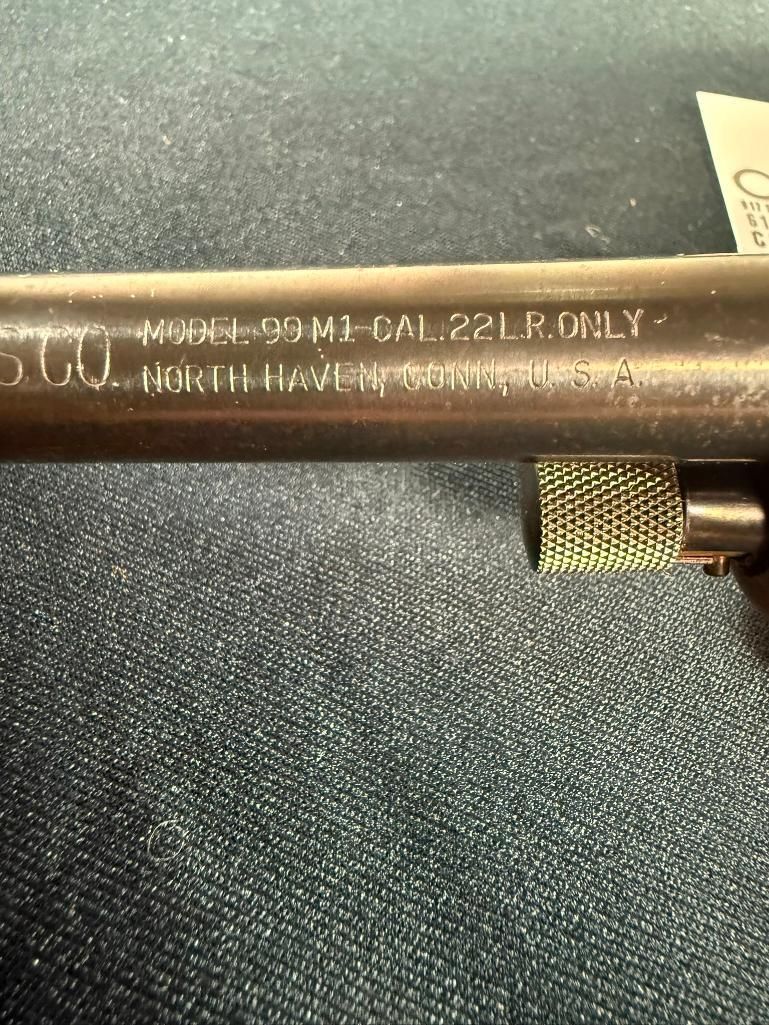 S.CO. MODEL 99 M1-CAL.22 L.R. ONLY-
NORTH HAVEN, CONN., U. S. A.